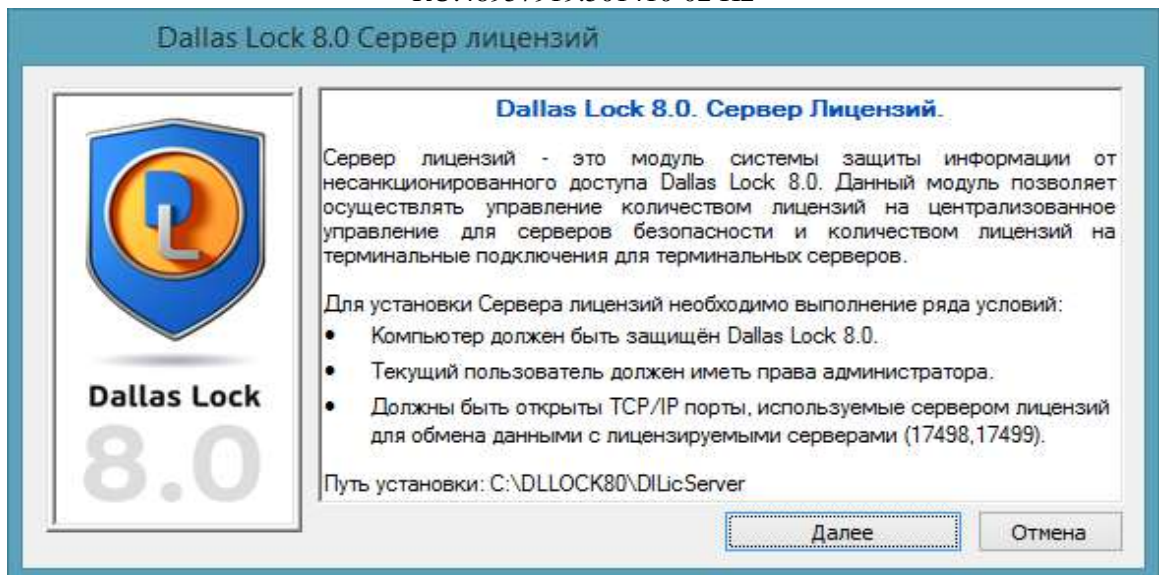 Dallas Lock 8.0 Сервер лицензий
Dallas Lock 8.0. Сервер Лицензий.
Сервер лицензий - это модуль системы защиты информации от
несанкционированного доступа Dallas Lock 8.0. Данный модуль позволяет
осуществлять управление количеством лицензий на централизованное
управление для серверов безопасности и количеством лицензий на
терминальные подключения для терминальных серверов.
Для установки Сервера лицензий необходимо выполнение ряда условий:
• Компьютер должен быть защищён Dallas Lock 8.0.
• Текущий пользователь должен иметь права администратора.
• Должны быть открыты TCP/IP порты, используемые сервером лицензий
для обмена данными с лицензируемыми серверами (17498,17499).
Путь установки: C:\DLLOCK80\DlLicServer
DL
Dallas Lock
8.0
Далее Отмена